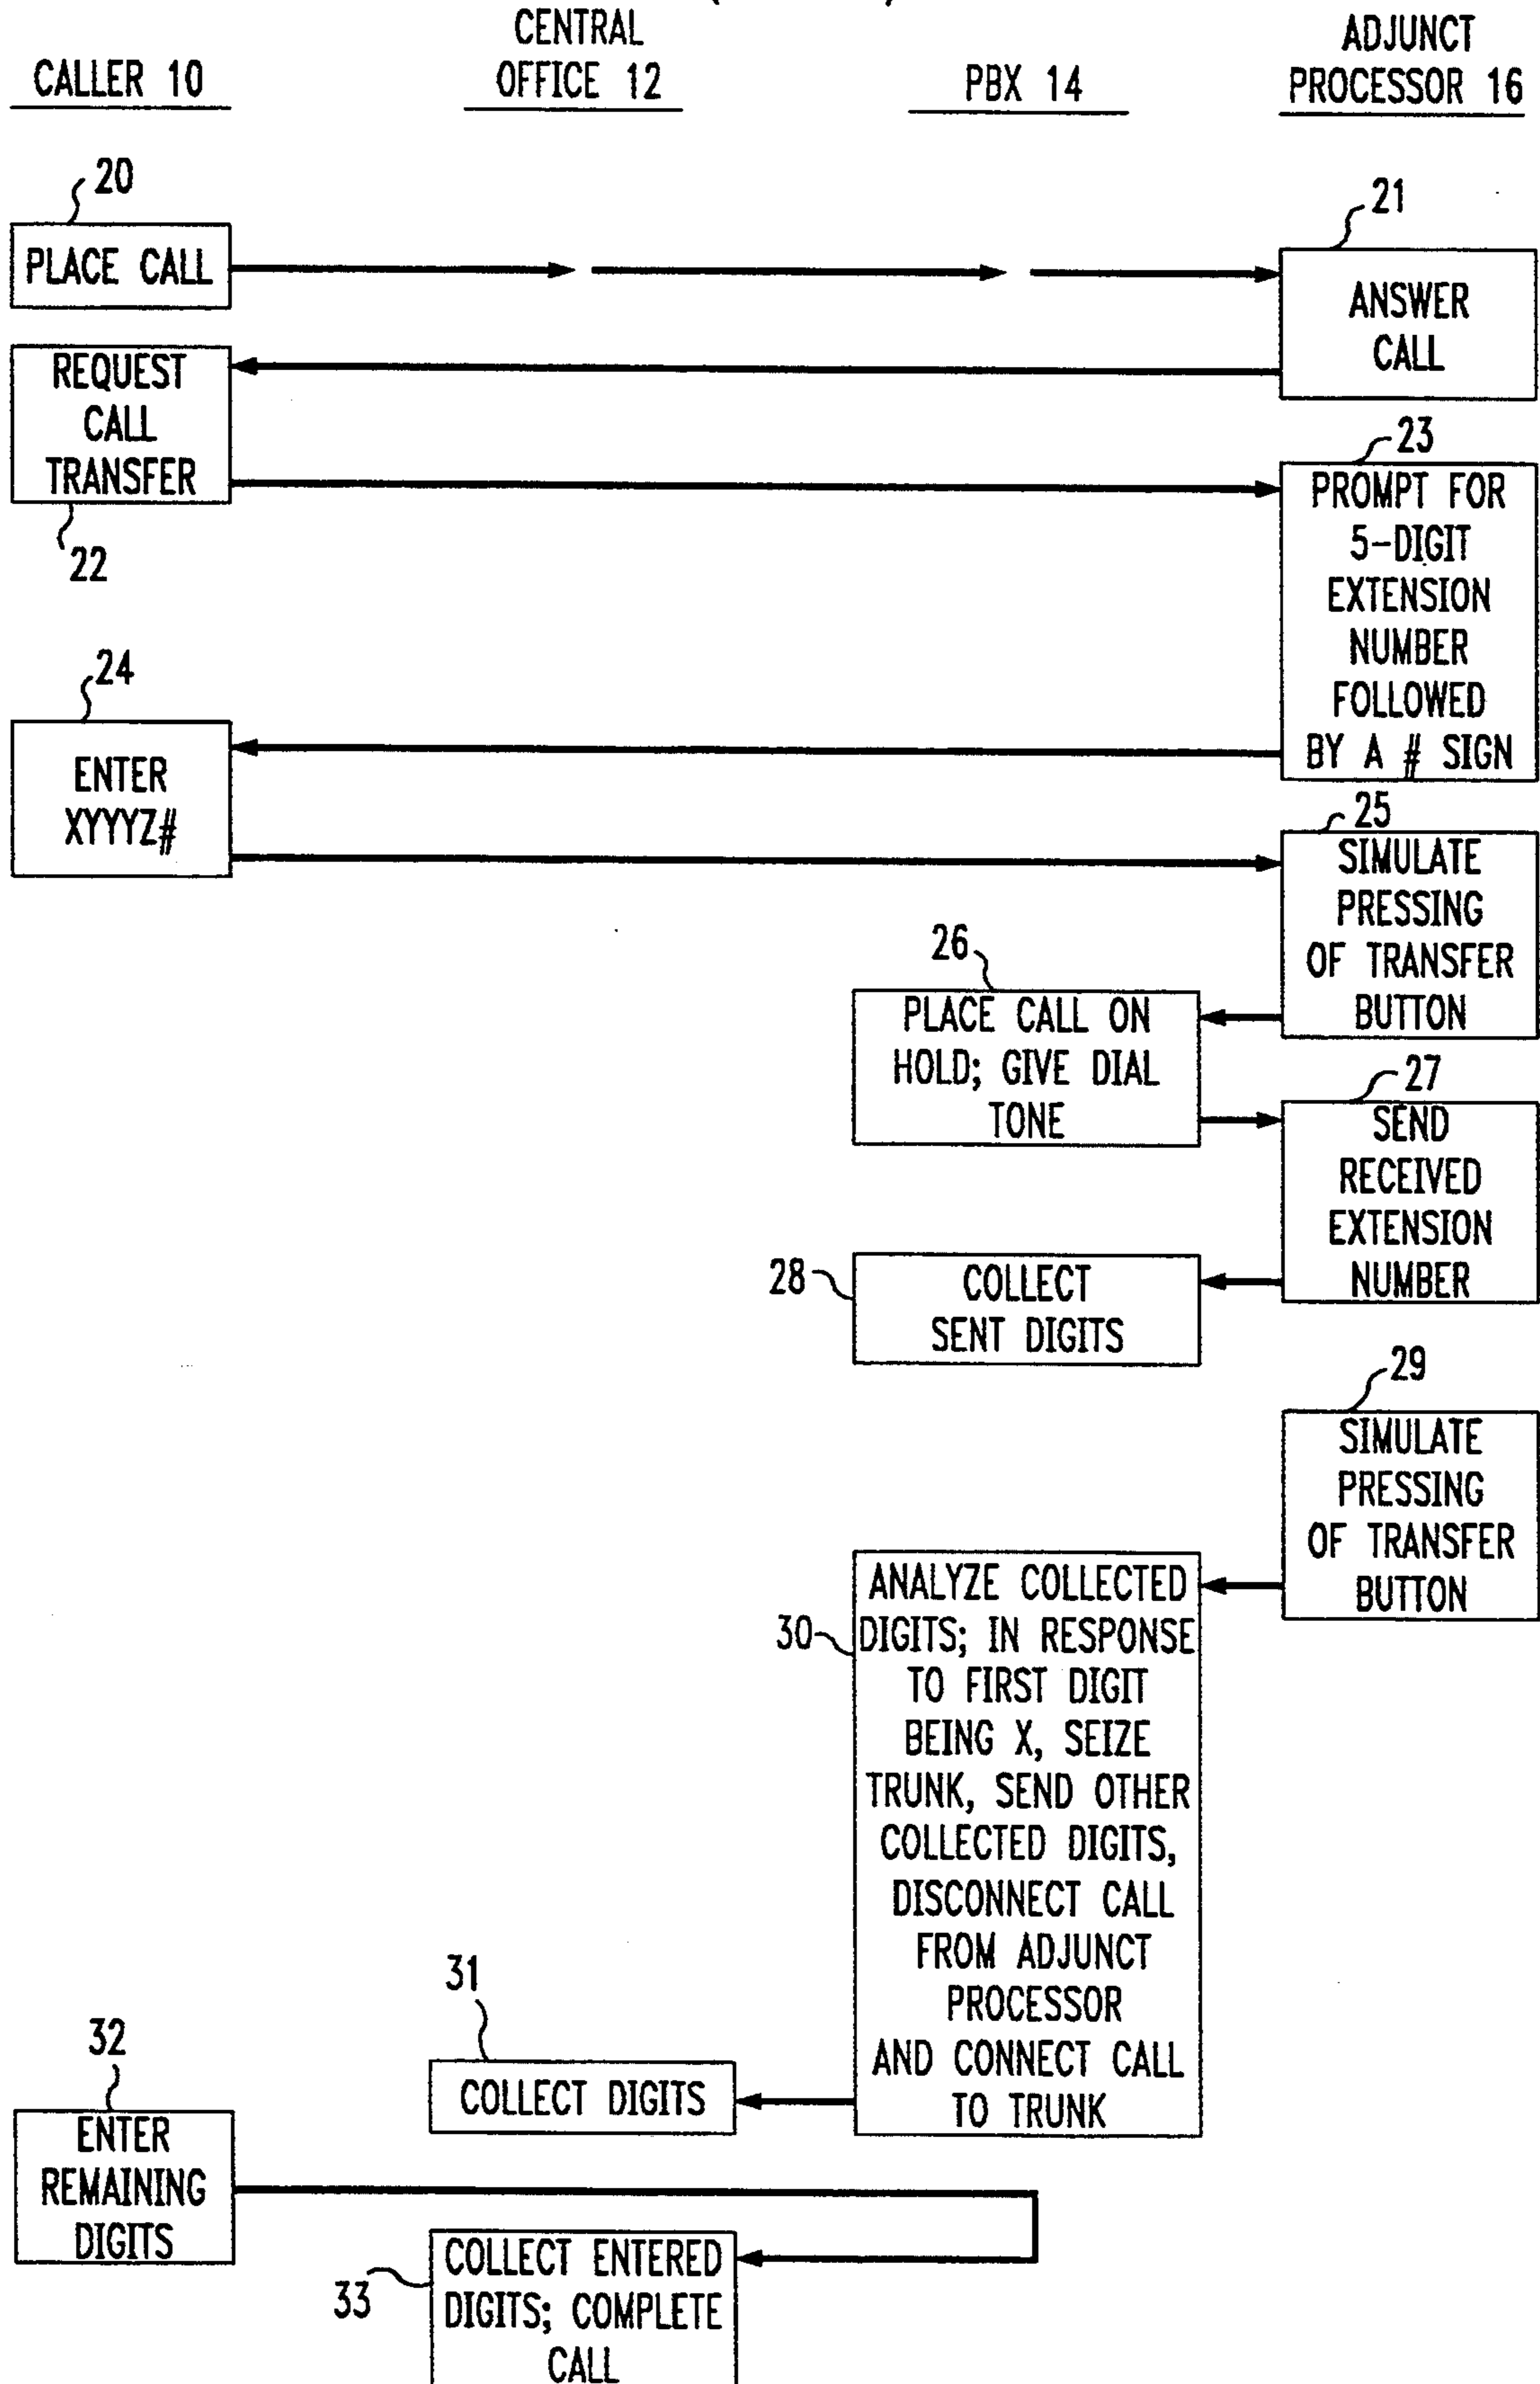 CALLER 10
CENTRAL
OFFICE 12
PBX 14
ADJUNCT
PROCESSOR 16
20
PLACE CALL
21
ANSWER
CALL
REQUEST
CALL
TRANSFER
22
23
PROMPT FOR
5-DIGIT
EXTENSION
NUMBER
FOLLOWED
BY A # SIGN
24
ENTER
XYYYZ#
25
SIMULATE
PRESSING
OF TRANSFER
BUTTON
26
PLACE CALL ON
HOLD; GIVE DIAL
TONE
27
SEND
RECEIVED
EXTENSION
NUMBER
28
COLLECT
SENT DIGITS
29
SIMULATE
PRESSING
OF TRANSFER
BUTTON
30
ANALYZE COLLECTED
DIGITS; IN RESPONSE
TO FIRST DIGIT
BEING X, SEIZE
TRUNK, SEND OTHER
COLLECTED DIGITS,
DISCONNECT CALL
FROM ADJUNCT
PROCESSOR
AND CONNECT CALL
TO TRUNK
31
COLLECT DIGITS
32
ENTER
REMAINING
DIGITS
33
COLLECT ENTERED
DIGITS; COMPLETE
CALL